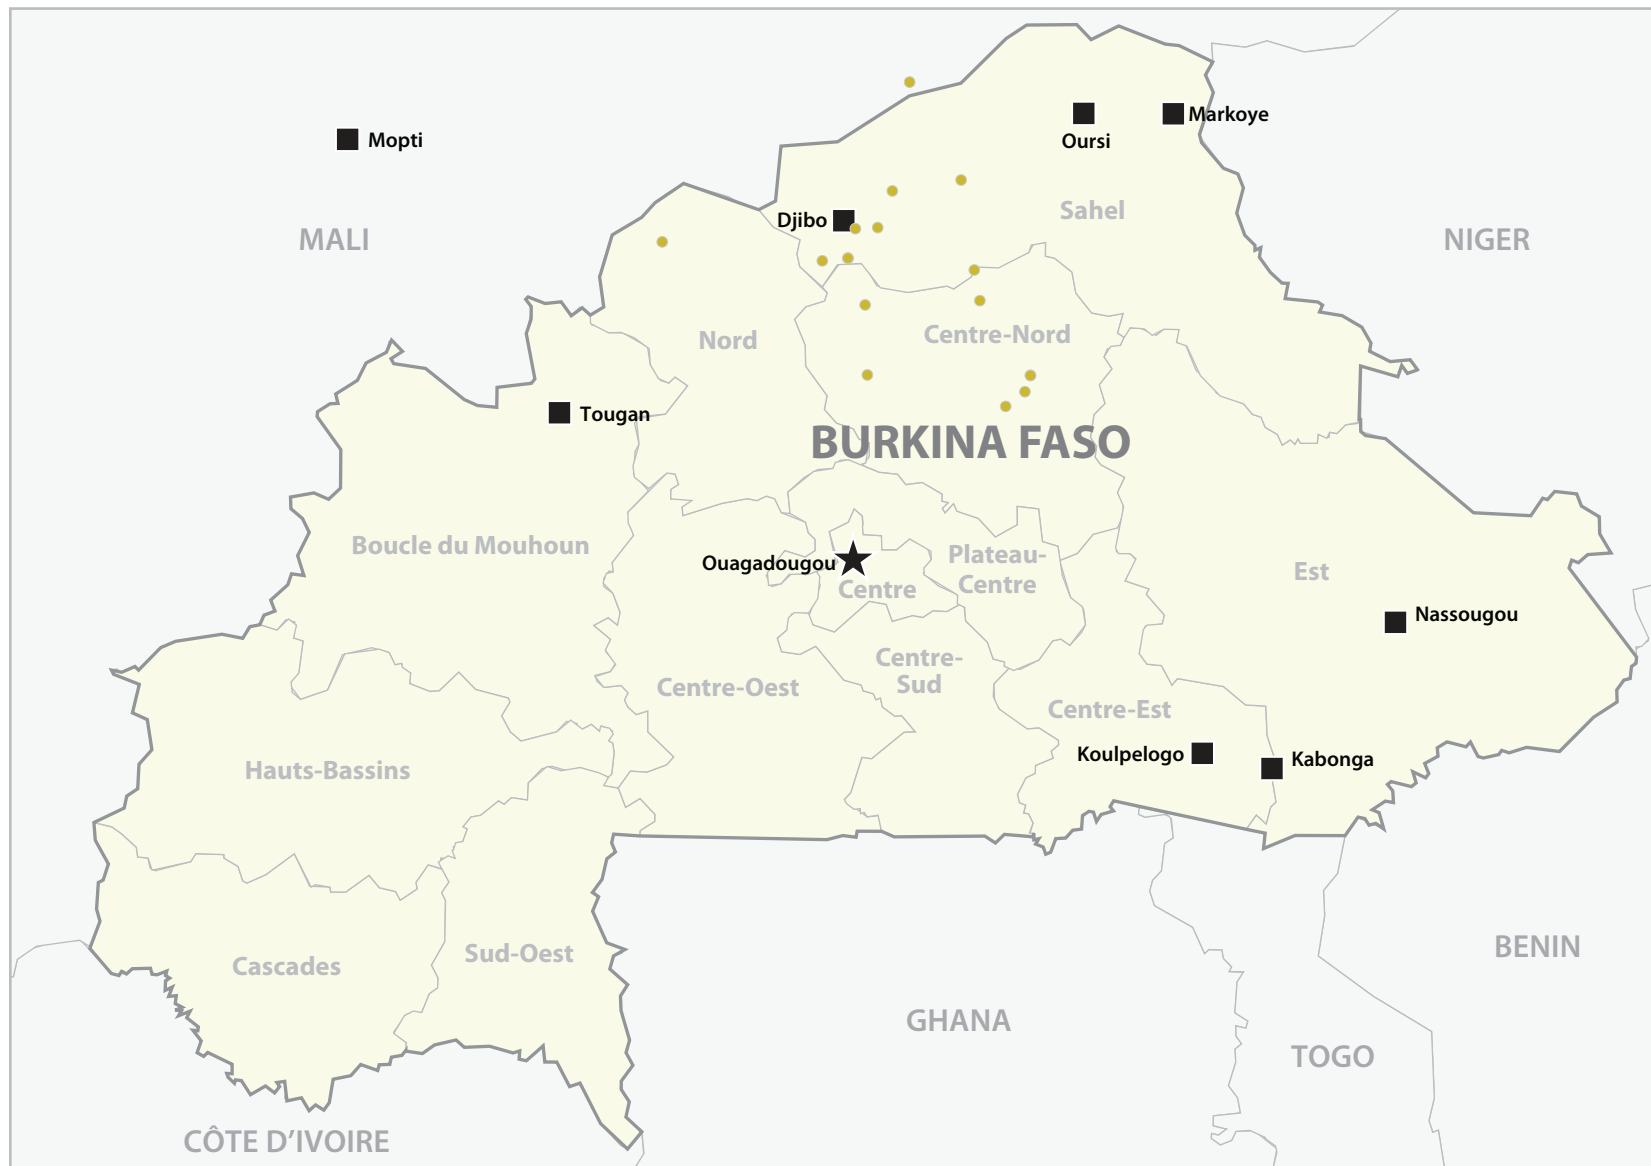 Mopti
Oursi
Markoye
MALI
Djibo
Sahel
NIGER
Nord
Centre-Nord
Tougan
BURKINA FASO
Boucle du Mouhoun
Ouagadougou
Centre
Plateau-
Centre
Est
Nassougou
Centre-
Sud
Centre-Oest
Centre-Est
Koulpelogo
Kabonga
Hauts-Bassins
Cascades
Sud-Oest
BENIN
GHANA
TOGO
CÔTE D'IVOIRE